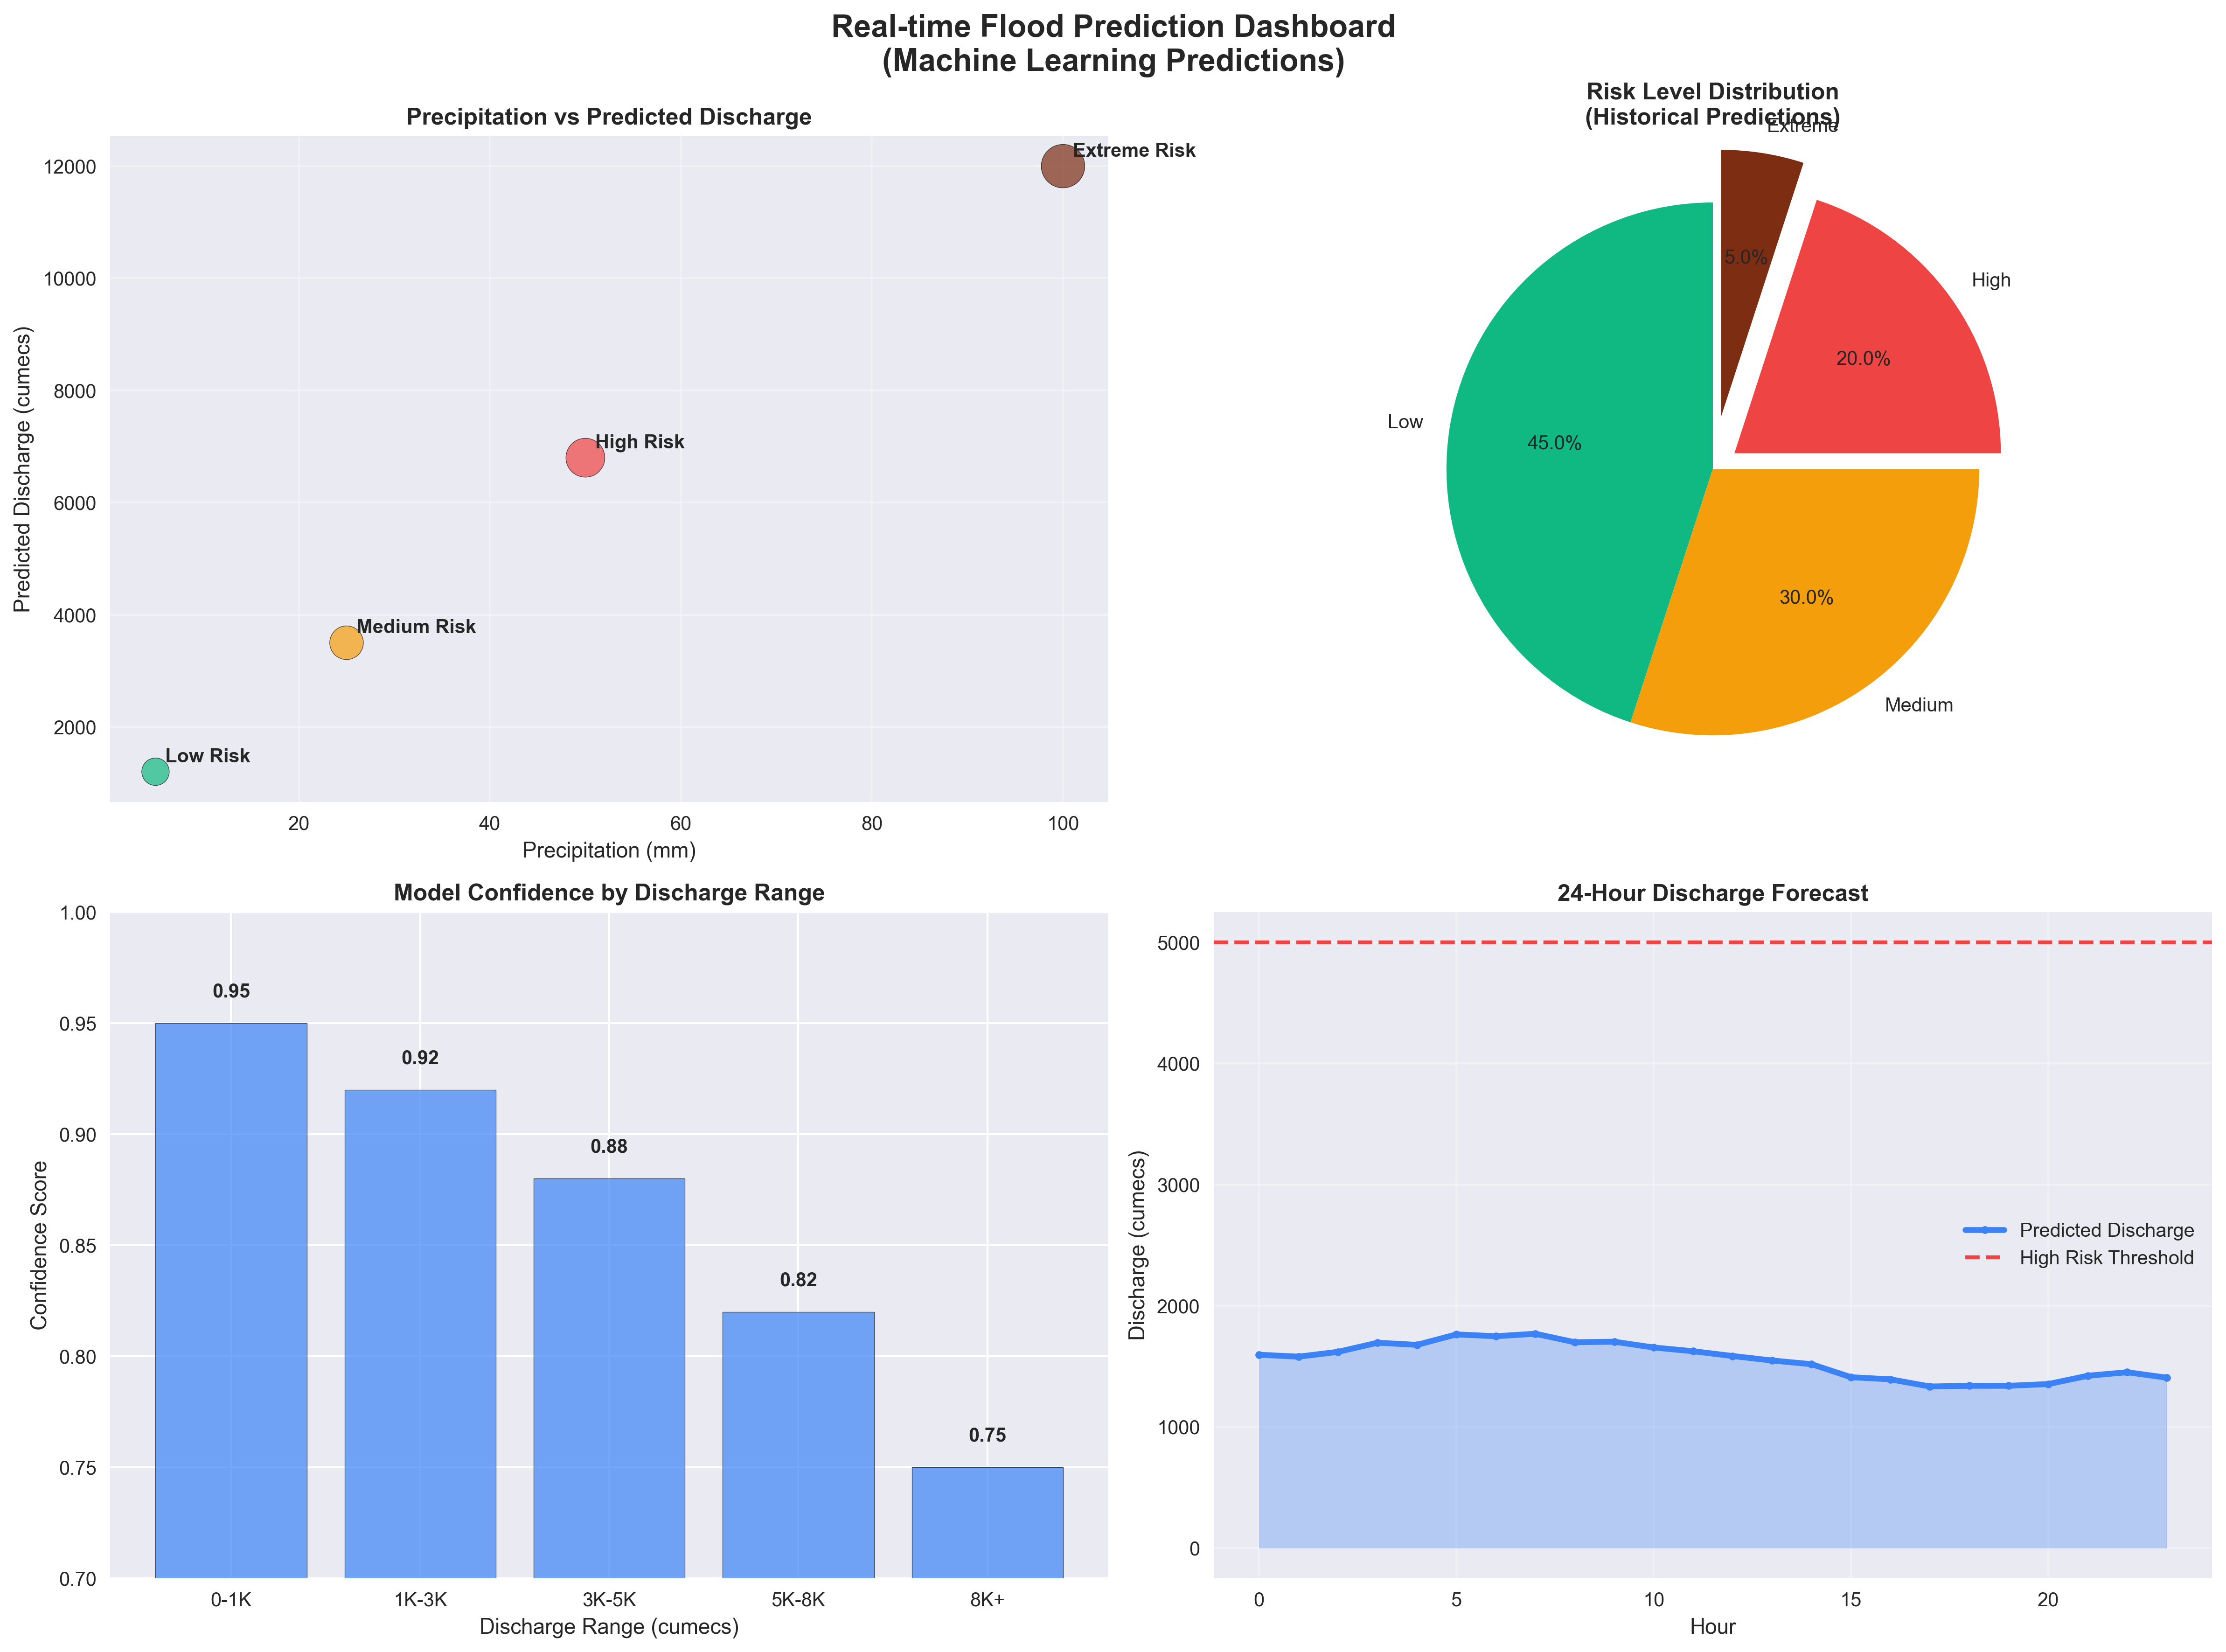 Real-time Flood Prediction Dashboard
(Machine Learning Predictions)
Precipitation vs Predicted Discharge
Predicted Discharge (cumecs)
12000
10000
8000
6000
4000
2000
Extreme Risk
High Risk
Medium Risk
Low Risk
20 40 60 80 100
Precipitation (mm)
Risk Level Distribution
(Historical Predictions)
Extreme
5.0%
High
20.0%
Low
45.0%
30.0%
Medium
Model Confidence by Discharge Range
Confidence Score
1.00
0.95
0.90
0.85
0.80
0.75
0.70
0.95
0.92
0.88
0.82
0.75
0-1K 1K-3K 3K-5K 5K-8K 8K+
Discharge Range (cumecs)
24-Hour Discharge Forecast
Discharge (cumecs)
5000
4000
3000
2000
1000
0
Predicted Discharge
High Risk Threshold
0 5 10 15 20
Hour